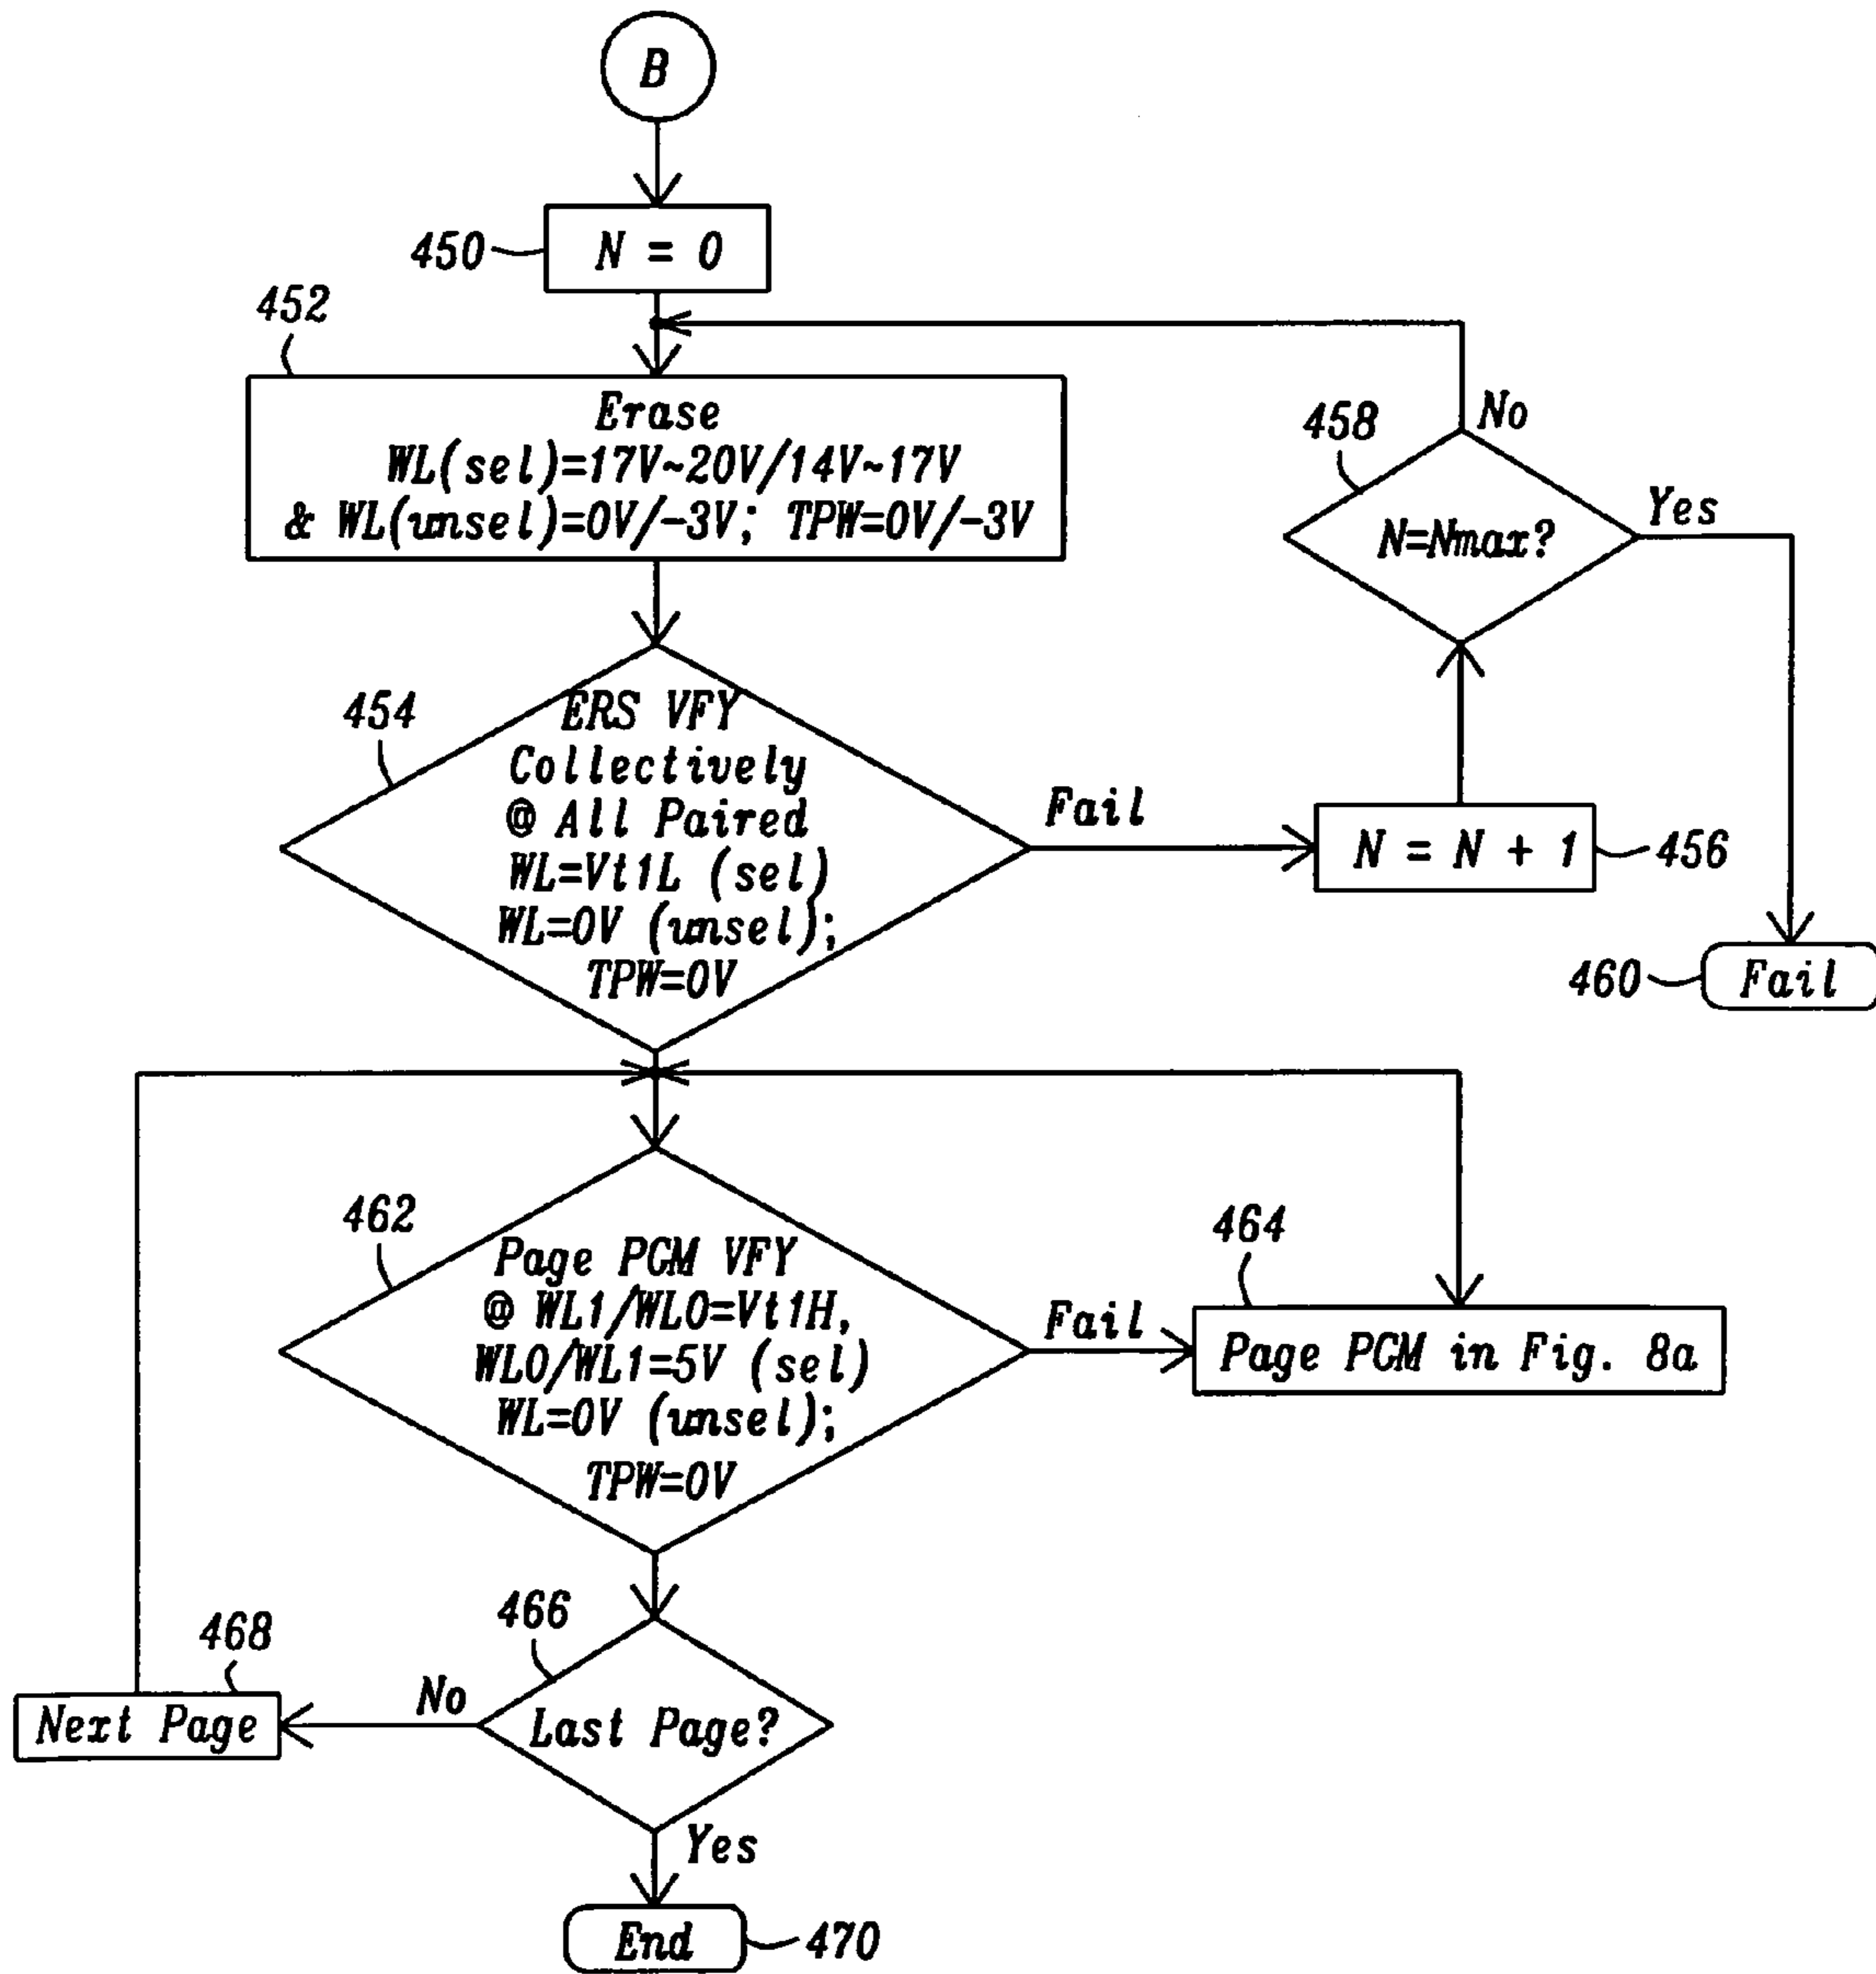 B
450
N = 0
452
Erase
WL(sel)=17V~20V/14V~17V
& WL(unsel)=0V/-3V; TPW=0V/-3V
458
No
N=Nmax?
Yes
454
ERS VFY
Collectively
@ All Paired
WL=Vt1L (sel)
WL=0V (unsel);
TPW=0V
Fail
N = N + 1
456
460
Fail
462
Page PGM VFY
@ WL1/WL0=Vt1H,
WL0/WL1=5V (sel)
WL=0V (unsel);
TPW=0V
Fail
464
Page PGM in Fig. 8a
466
Last Page?
No
468
Next Page
Yes
End
470